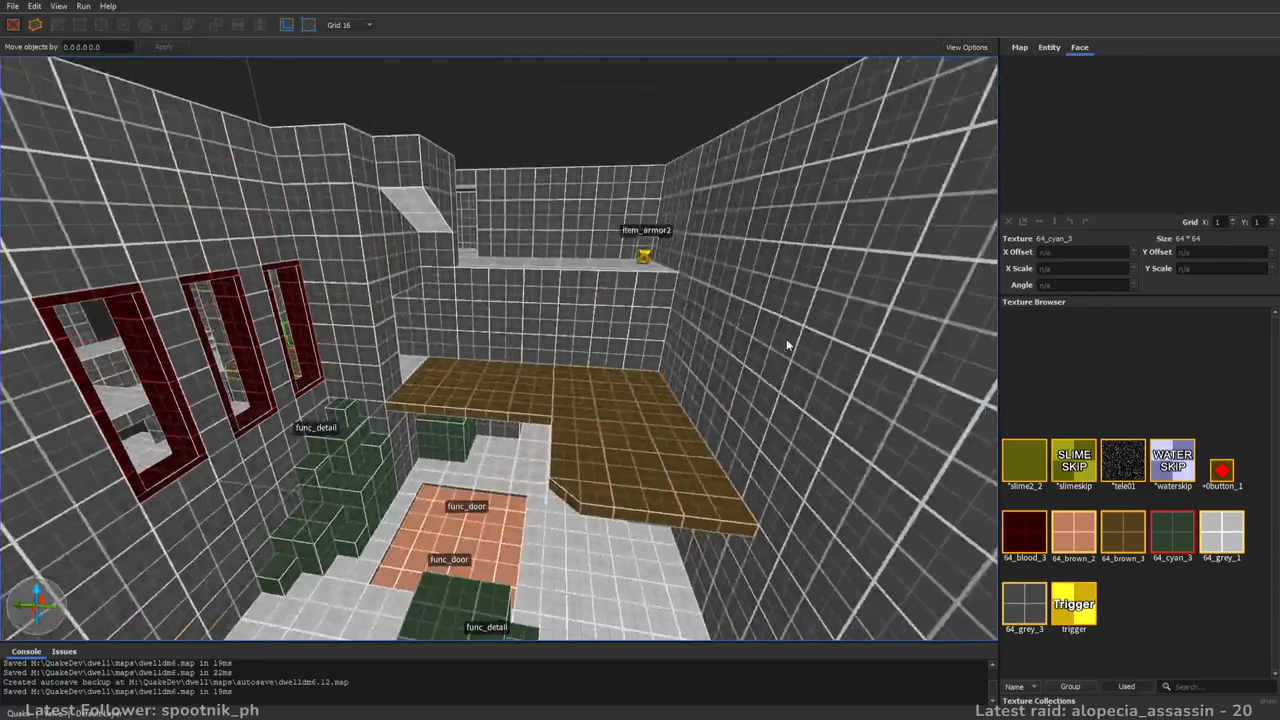 File Edit View Run Help
Grid 16
Move objects by 0.0 0.0 0.0 Apply View Options
Map Entity Face
item_armor2
func_detail
func_door
func_door
func_detail
Grid X: 1 Y: 1
Texture 64_cyan_3 Size 64 * 64
X Offset n/a Y Offset n/a
X Scale n/a Y Scale n/a
Angle n/a
Texture Browser
SLIME SKIP
WATER SKIP
*slime2_2 *slimeskip *tele01 *waterskip +0button_1
64_blood_3 64_brown_2 64_brown_3 64_cyan_3 64_grey_1
Trigger
64_grey_3 trigger
Name Group Used Search...
Texture Collections show
Console Issues
Saved M:\QuakeDev\dwell\maps\dwelldm6.map in 19ms
Saved M:\QuakeDev\dwell\maps\dwelldm6.map in 22ms
Created autosave backup at M:\QuakeDev\dwell\maps\autosave\dwelldm6.12.map
Saved M:\QuakeDev\dwell\maps\dwelldm6.map in 19ms
Latest Follower: spootnik_ph
Latest raid: alopecia_assassin - 20